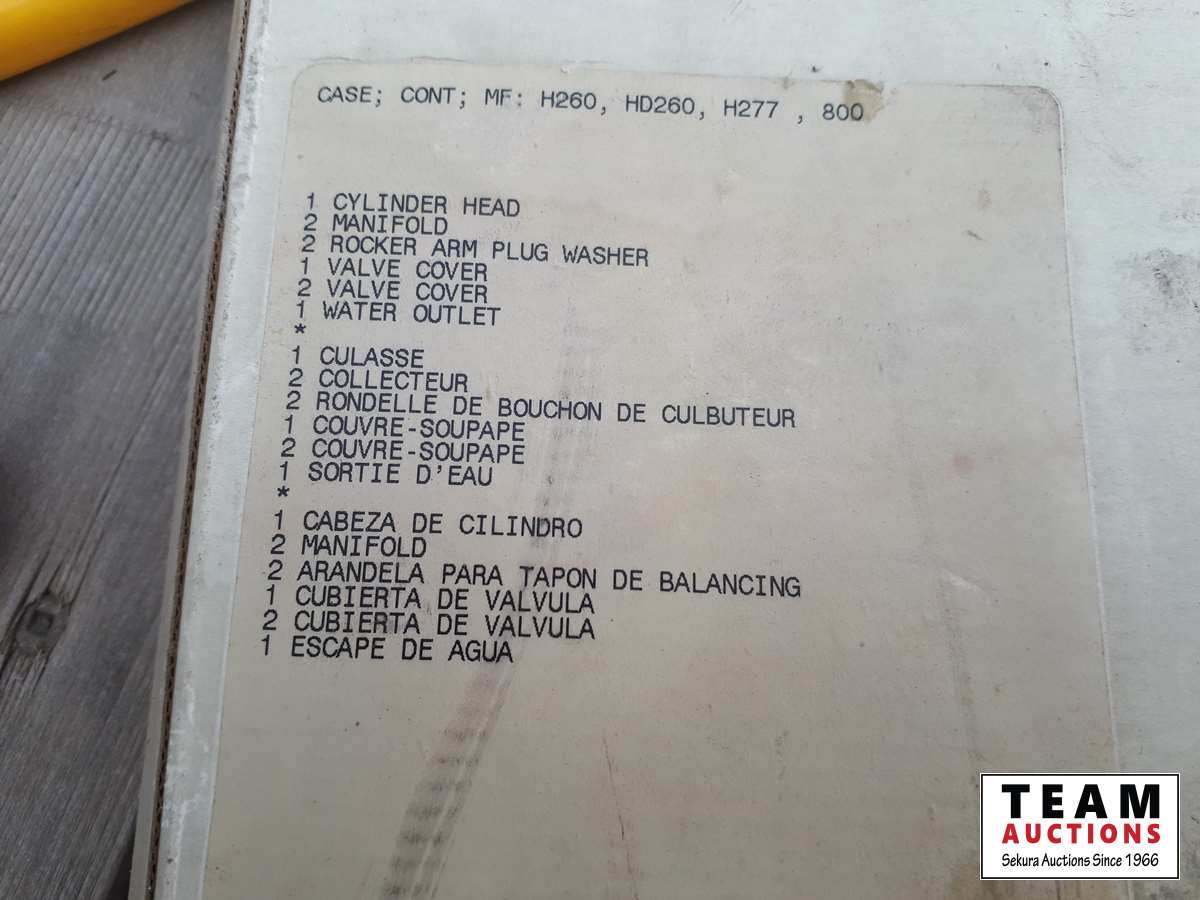 CASE; CONT; MF: H260, HD260, H277 , 800
1 CYLINDER HEAD
2 MANIFOLD
2 ROCKER ARM PLUG WASHER
1 VALVE COVER
2 VALVE COVER
1 WATER OUTLET
*
1 CULASSE
2 COLLECTEUR
2 RONDELLE DE BOUCHON DE CULBUTEUR
1 COUVRE-SOUPAPE
2 COUVRE-SOUPAPE
1 SORTIE D'EAU
*
1 CABEZA DE CILINDRO
2 MANIFOLD
2 ARANDELA PARA TAPON DE BALANCING
1 CUBIERTA DE VALVULA
2 CUBIERTA DE VALVULA
1 ESCAPE DE AGUA
TEAM
AUCTIONS
Sekura Auctions Since 1966